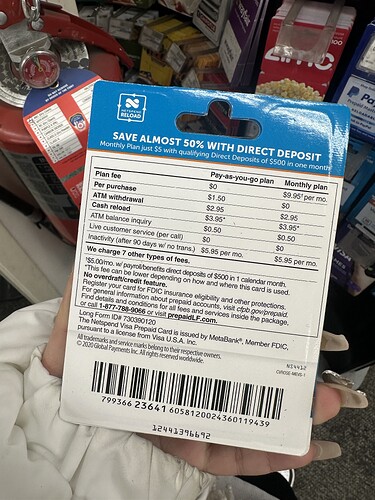 NETSPEND
RELOAD
SAVE ALMOST 50% WITH DIRECT DEPOSIT
Monthly Plan just $5 with qualifying Direct Deposits of $500 in one month
Plan fee Pay-as-you-go plan Monthly plan
Per purchase $0 $9.95† per mo.
ATM withdrawal $1.50 $0
Cash reload $2.95 $2.95
ATM balance inquiry $3.95* $3.95*
Live customer service (per call) $0.50 $0.50
Inactivity (after 90 days w/ no trans.) $0 $0
$5.95 per mo. $5.95 per mo.
We charge 7 other types of fees.
†$5.00/mo. w/ payroll/benefits direct deposits of $500 in 1 calendar month.
*This fee can be lower depending on how and where this card is used.
No overdraft/credit feature.
Register your card for FDIC insurance eligibility and other protections.
For general information about prepaid accounts, visit cfpb.gov/prepaid.
Find details and conditions for all fees and services inside the package,
or call 1-877-788-9066 or visit prepaidLF.com.
Long Form ID# 730390120
The Netspend Visa Prepaid Card is issued by MetaBank®, Member FDIC,
pursuant to a license from Visa U.S.A. Inc.
All trademarks and service marks belong to their respective owners.
© 2020 Global Payments Inc. All rights reserved worldwide.
N14412
799366 23641 6058120024360119439
12441396692